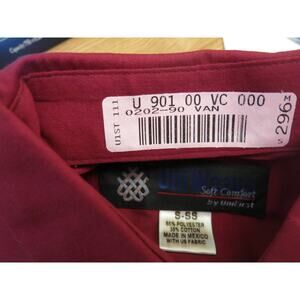 U1ST 111
U 901 00 VC 000
0202-90 VAN
S 296 M
Soft Comfort
by UniFirst
S-SS
65% POLYESTER
35% COTTON
MADE IN MEXICO
WITH US FABRIC